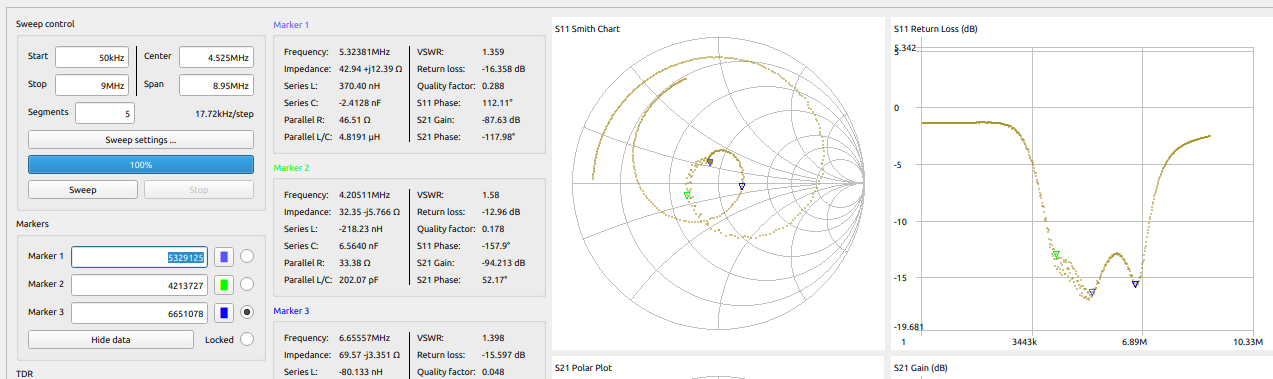 Sweep control
Start 50kHz Center 4.525MHz
Stop 9MHz Span 8.95MHz
Segments 5 17.72kHz/step
Sweep settings ...
100%
Sweep Stop
Markers
Marker 1 5329125
Marker 2 4213727
Marker 3 6651078
Hide data Locked
TDR
Marker 1
Frequency: 5.32381MHz VSWR: 1.359
Impedance: 42.94 +j12.39 Ω Return loss: -16.358 dB
Series L: 370.40 nH Quality factor: 0.288
Series C: -2.4128 nF S11 Phase: 112.11°
Parallel R: 46.51 Ω S21 Gain: -87.63 dB
Parallel L/C: 4.8191 μH S21 Phase: -117.98°
Marker 2
Frequency: 4.20511MHz VSWR: 1.58
Impedance: 32.35 -j5.766 Ω Return loss: -12.96 dB
Series L: -218.23 nH Quality factor: 0.178
Series C: 6.5640 nF S11 Phase: -157.9°
Parallel R: 33.38 Ω S21 Gain: -94.213 dB
Parallel L/C: 202.07 pF S21 Phase: 52.17°
Marker 3
Frequency: 6.65557MHz VSWR: 1.398
Impedance: 69.57 -j3.351 Ω Return loss: -15.597 dB
Series L: -80.133 nH Quality factor: 0.048
S11 Smith Chart
S21 Polar Plot
S11 Return Loss (dB)
5.342
5
0
-5
-10
-15
-19.681
1 3443k 6.89M 10.33M
S21 Gain (dB)